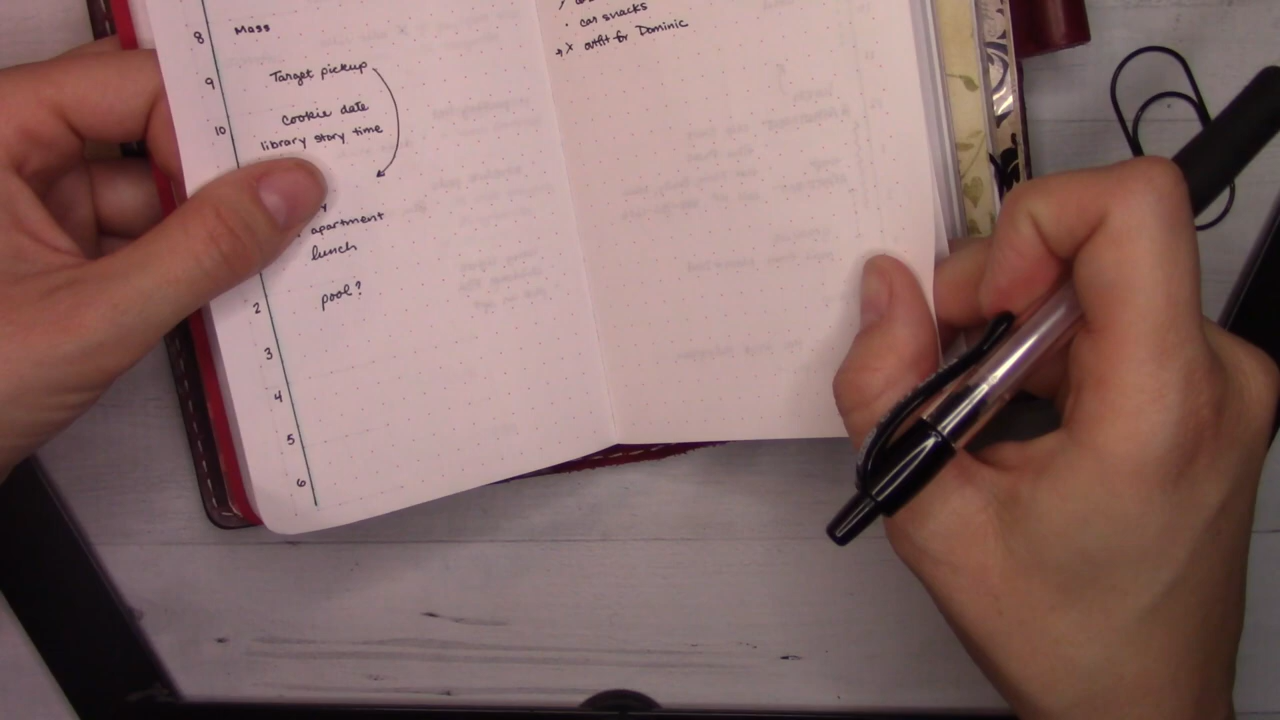 8 Mass
Target pickup
9
cookie date
10
library story time
apartment
lunch
pool?
2
3
4
5
6
· car snacks
→ x outfit for Dominic